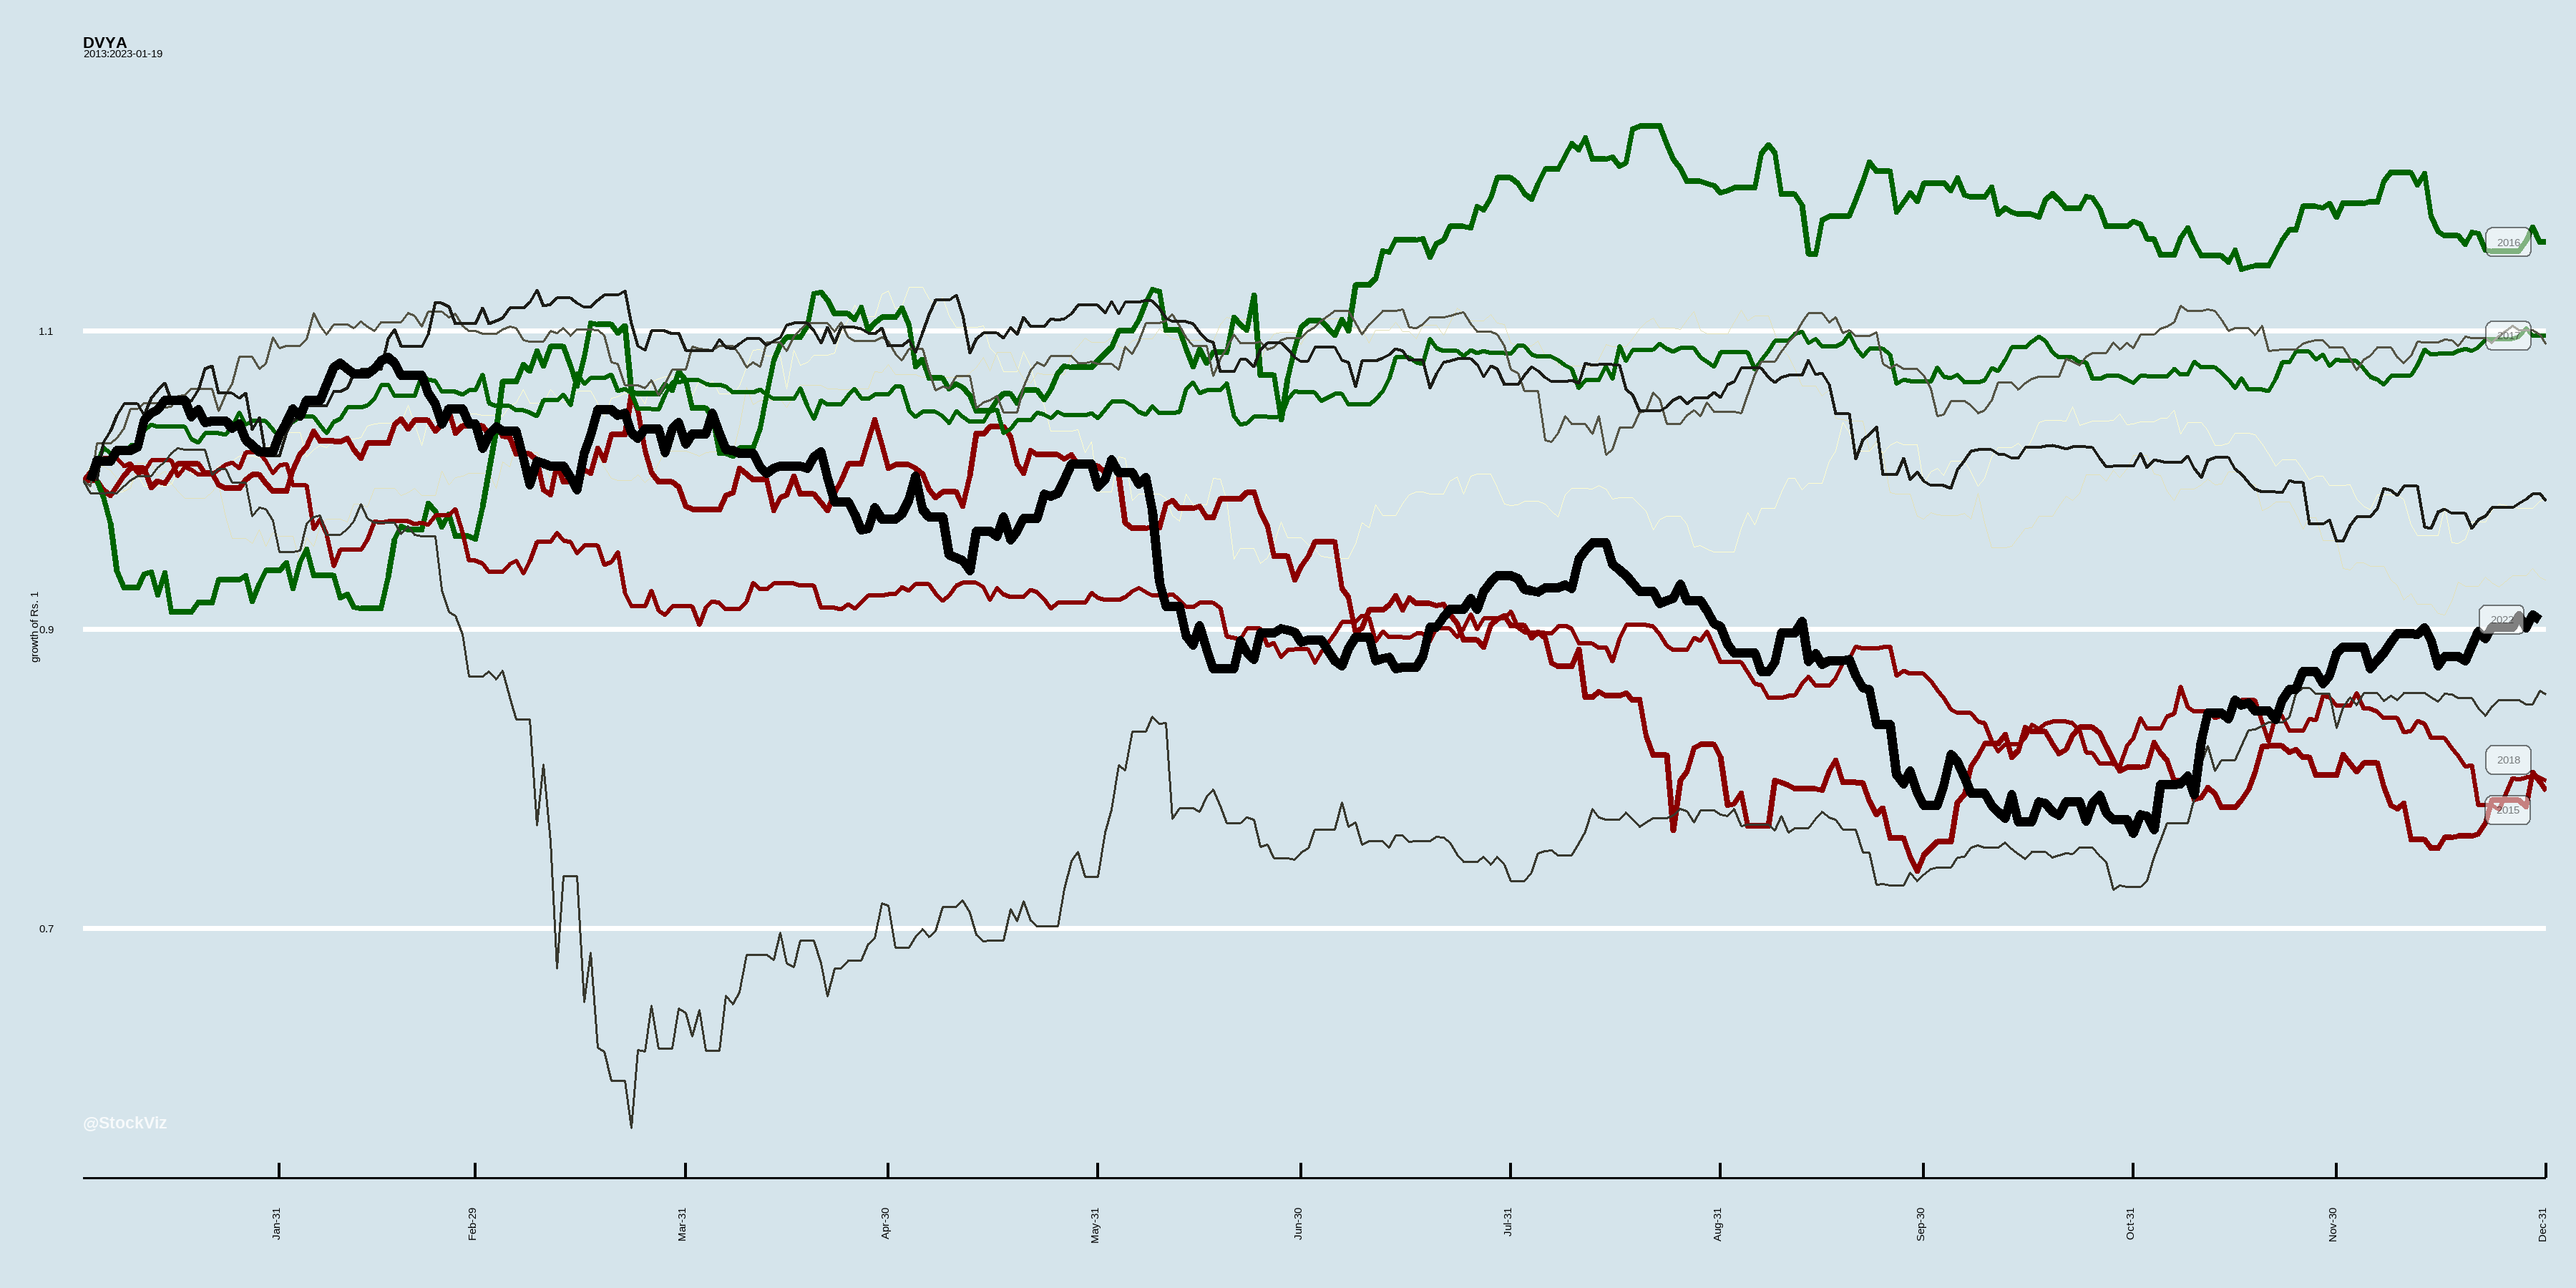 DVYA
2013:2023-01-19
growth of Rs. 1
1.1
0.9
0.7
2016
2017
2022
2018
2015
@StockViz
Jan-31
Feb-29
Mar-31
Apr-30
May-31
Jun-30
Jul-31
Aug-31
Sep-30
Oct-31
Nov-30
Dec-31